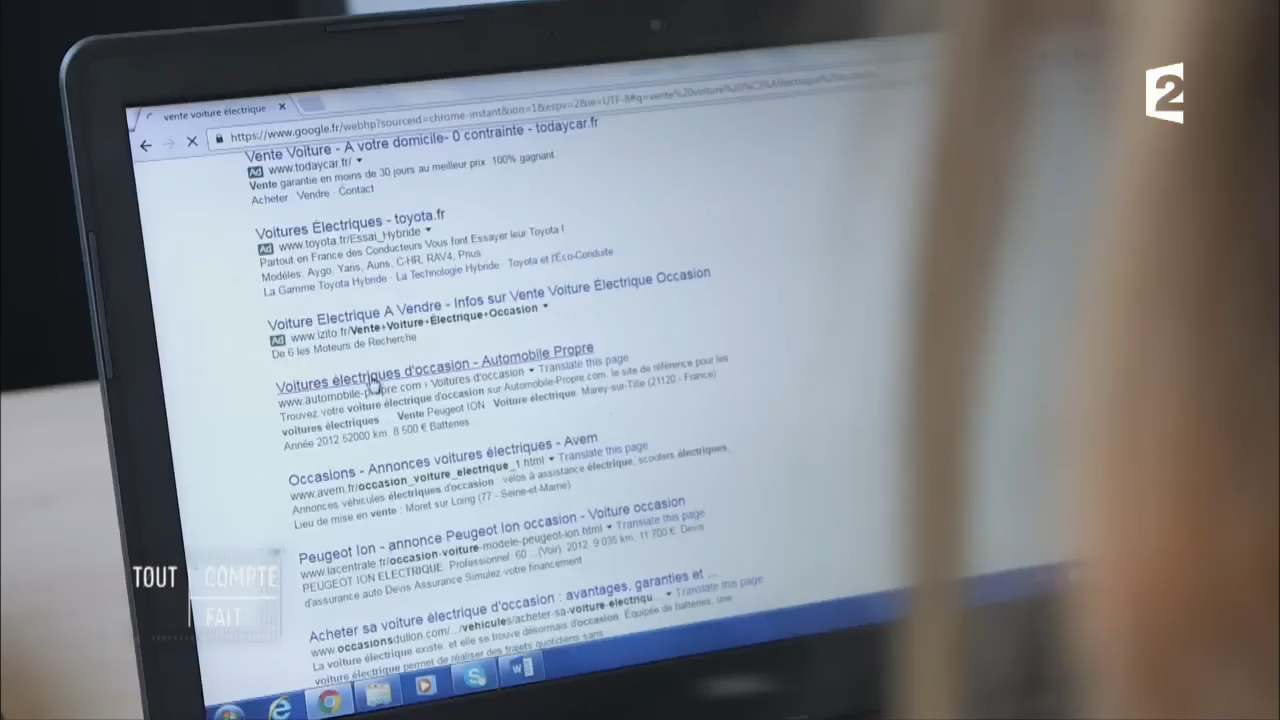 2
vente voiture électrique
https://www.google.fr/webhp?sourceid=chrome-instant&ion=1&espv=2&ie=UTF-8#q=vente%20voiture
Vente Voiture - A votre domicile- 0 contrainte - todaycar.fr
Ad www.todaycar.fr/
Vente garantie en moins de 30 jours au meilleur prix. 100% gagnant
Acheter · Vendre · Contact
Voitures Électriques - toyota.fr
Ad www.toyota.fr/Essai_Hybride
Partout en France des Conducteurs Vous font Essayer leur Toyota !
Modèles: Aygo, Yaris, Auris, C-HR, RAV4, Prius
La Gamme Toyota Hybride · La Technologie Hybride · Toyota et l'Éco-Conduite
Voiture Electrique A Vendre - Infos sur Vente Voiture Électrique Occasion
Ad www.izito.fr/Vente+Voiture+Électrique+Occasion
De 6 les Moteurs de Recherche
Voitures électriques d'occasion - Automobile Propre
www.automobile-propre.com › Voitures d'occasion Translate this page
Trouvez votre voiture électrique d'occasion sur Automobile-Propre.com, le site de référence pour les
voitures électriques ... Vente Peugeot ION · Voiture électrique. Marey-sur-Tille (21120 - France)
Année 2012 52000 km. 8 500 € Batteries
Occasions - Annonces voitures électriques - Avem
www.avem.fr/occasion_voiture_electrique_1.html Translate this page
Annonces véhicules électriques d'occasion : vélos à assistance électrique, scooters électriques,
Lieu de mise en vente : Moret sur Loing (77 - Seine-et-Marne)
Peugeot Ion - annonce Peugeot Ion occasion - Voiture occasion
www.lacentrale.fr/occasion-voiture-modele-peugeot-ion.html Translate this page
PEUGEOT ION ELECTRIQUE. Professionnel. 60 ...(Voir). 2012. 9 035 km. 11 700 €. Devis
d'assurance auto Devis Assurance Simulez votre financement
Acheter sa voiture électrique d'occasion : avantages, garanties et ...
www.occasionsdulion.com/.../vehicules/acheter-sa-voiture-electriqu... Translate this page
La voiture électrique existe, et elle se trouve désormais d'occasion. Équipée de batteries, une
voiture électrique permet de réaliser des trajets quotidiens sans
TOUT COMPTE
FAIT